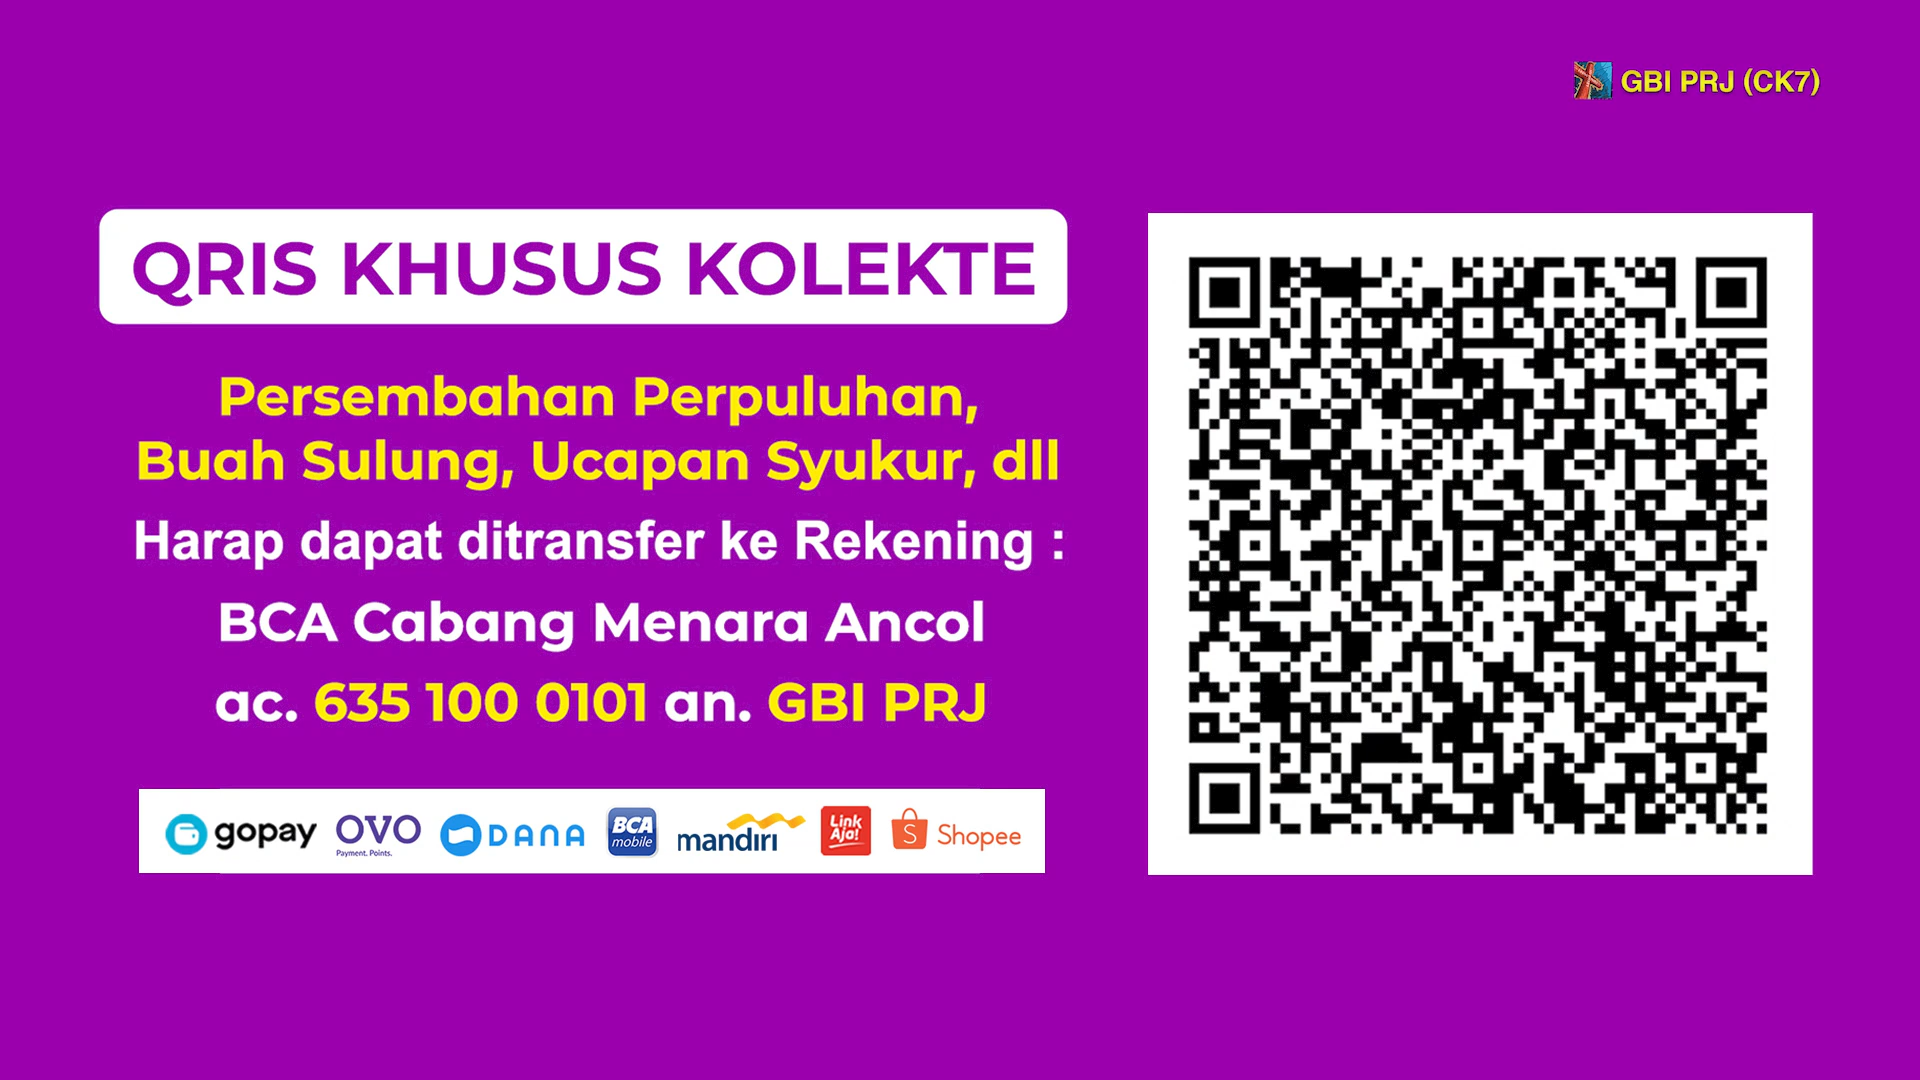 GBI PRJ (CK7)
QRIS KHUSUS KOLEKTE
Persembahan Perpuluhan,
Buah Sulung, Ucapan Syukur, dll
Harap dapat ditransfer ke Rekening :
BCA Cabang Menara Ancol
ac. 635 100 0101 an. GBI PRJ
gopay OVO Payment. Points. DANA BCA mobile mandiri Link Aja! S Shopee